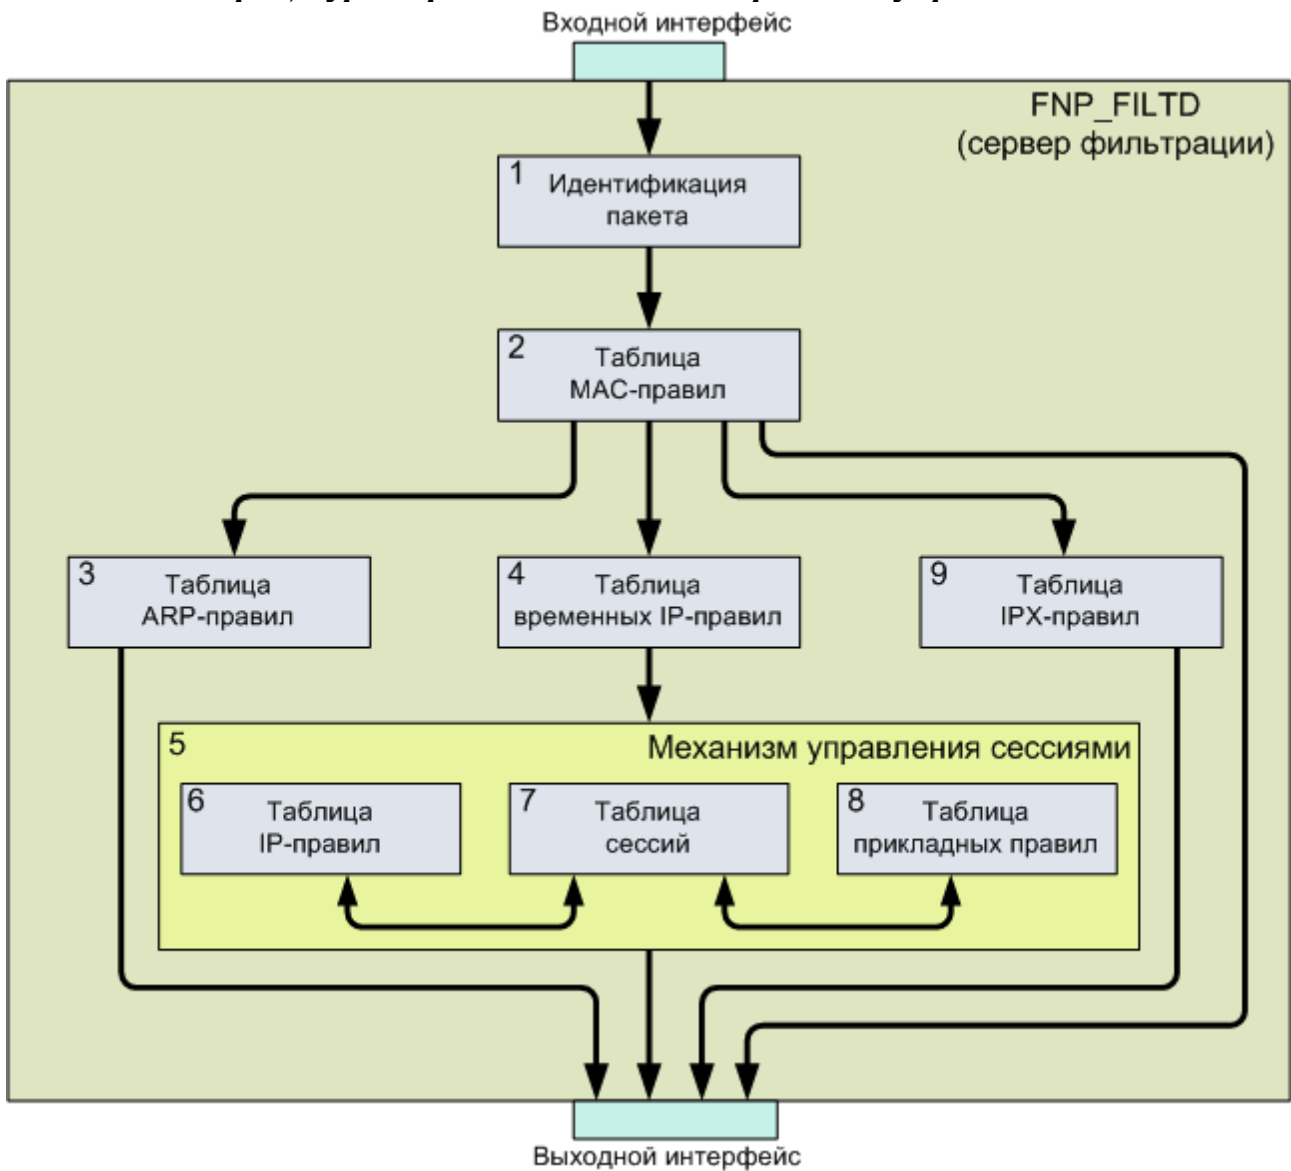 Входной интерфейс
FNP_FILTD
(сервер фильтрации)
1
Идентификация
пакета
2
Таблица
MAC-правил
3
Таблица
ARP-правил
4
Таблица
временных IP-правил
9
Таблица
IPX-правил
5
Механизм управления сессиями
6
Таблица
IP-правил
7
Таблица
сессий
8
Таблица
прикладных правил
Выходной интерфейс